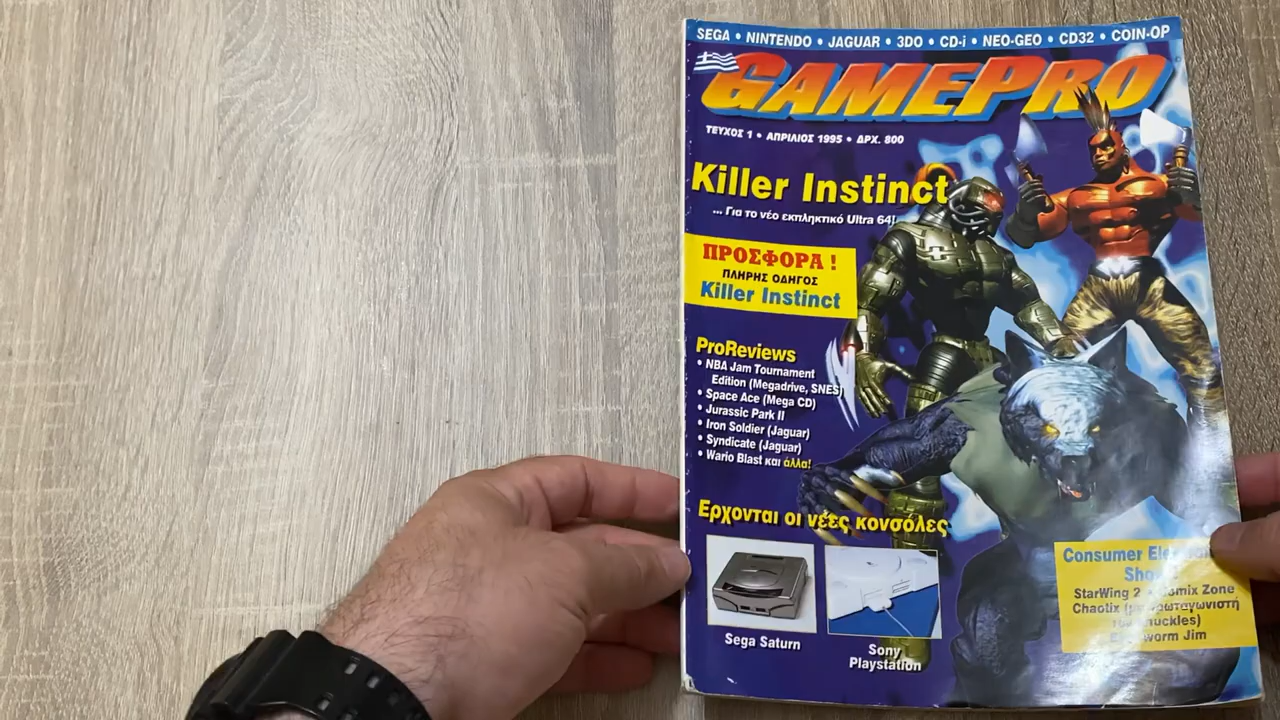 SEGA • NINTENDO • JAGUAR • 3DO • CD-i • NEO-GEO • CD32 • COIN-OP
GAMEPRO
ΤΕΥΧΟΣ 1 • ΑΠΡΙΛΙΟΣ 1995 • ΔΡΧ. 800
Killer Instinct
... Για το νέο εκπληκτικό Ultra 64!
ΠΡΟΣΦΟΡΑ !
ΠΛΗΡΗΣ ΟΔΗΓΟΣ
Killer Instinct
ProReviews
• NBA Jam Tournament
Edition (Megadrive, SNES)
• Space Ace (Mega CD)
• Jurassic Park II
• Iron Soldier (Jaguar)
• Syndicate (Jaguar)
• Wario Blast και άλλα!
Ερχονται οι νέες κονσόλες
Sega Saturn
Sony
Playstation
Consumer
StarWing 2 Zone
Chaotix
Jim